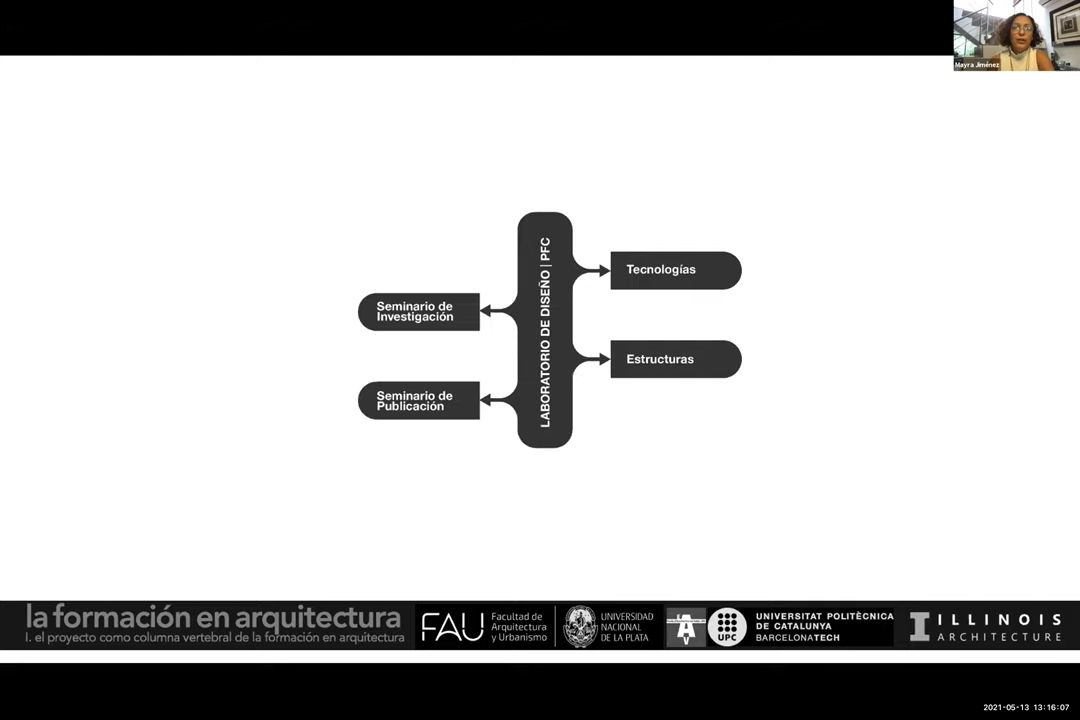 Mayra Jiménez
LABORATORIO DE DISEÑO | PFC
Tecnologías
Seminario de
Investigación
Estructuras
Seminario de
Publicación
la formación en arquitectura
I. el proyecto como columna vertebral de la formación en arquitectura
FAU
Facultad de
Arquitectura
y Urbanismo
UNIVERSIDAD
NACIONAL
DE LA PLATA
UPC
UNIVERSITAT POLITÈCNICA
DE CATALUNYA
BARCELONATECH
ILLINOIS
ARCHITECTURE
2021-05-13 13:16:07